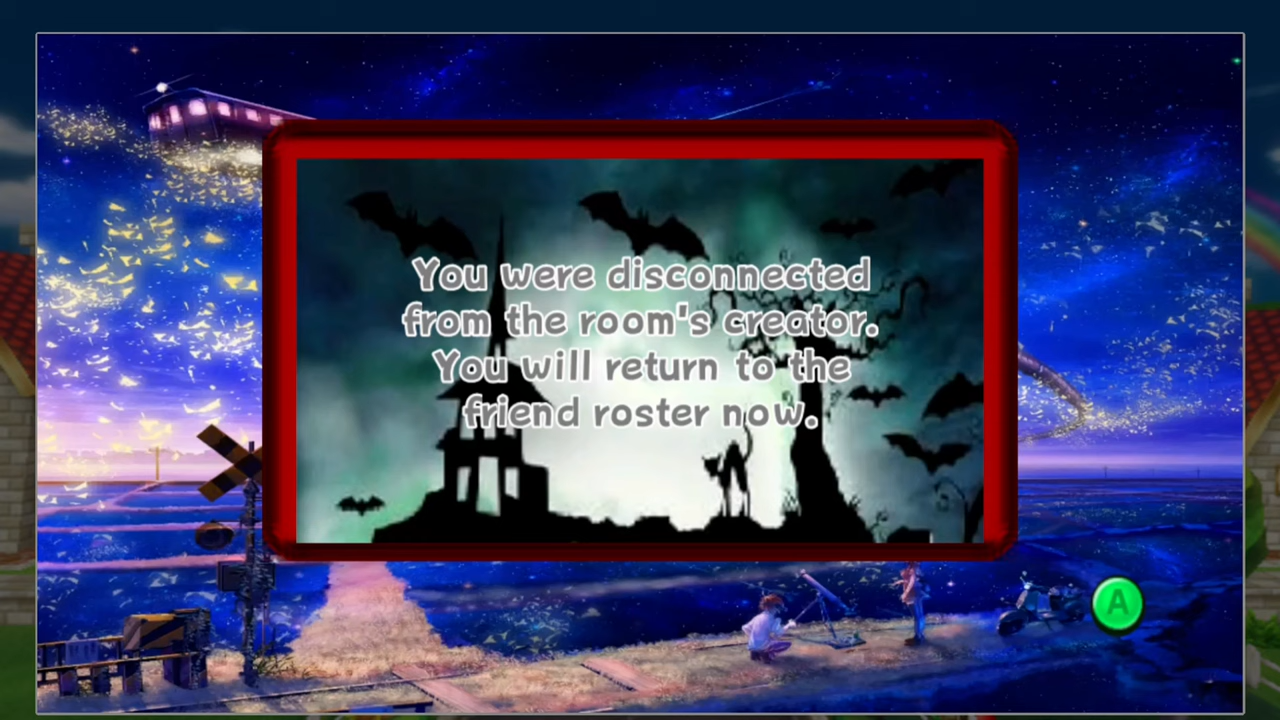 You were disconnected
from the room's creator.
You will return to the
friend roster now.
A